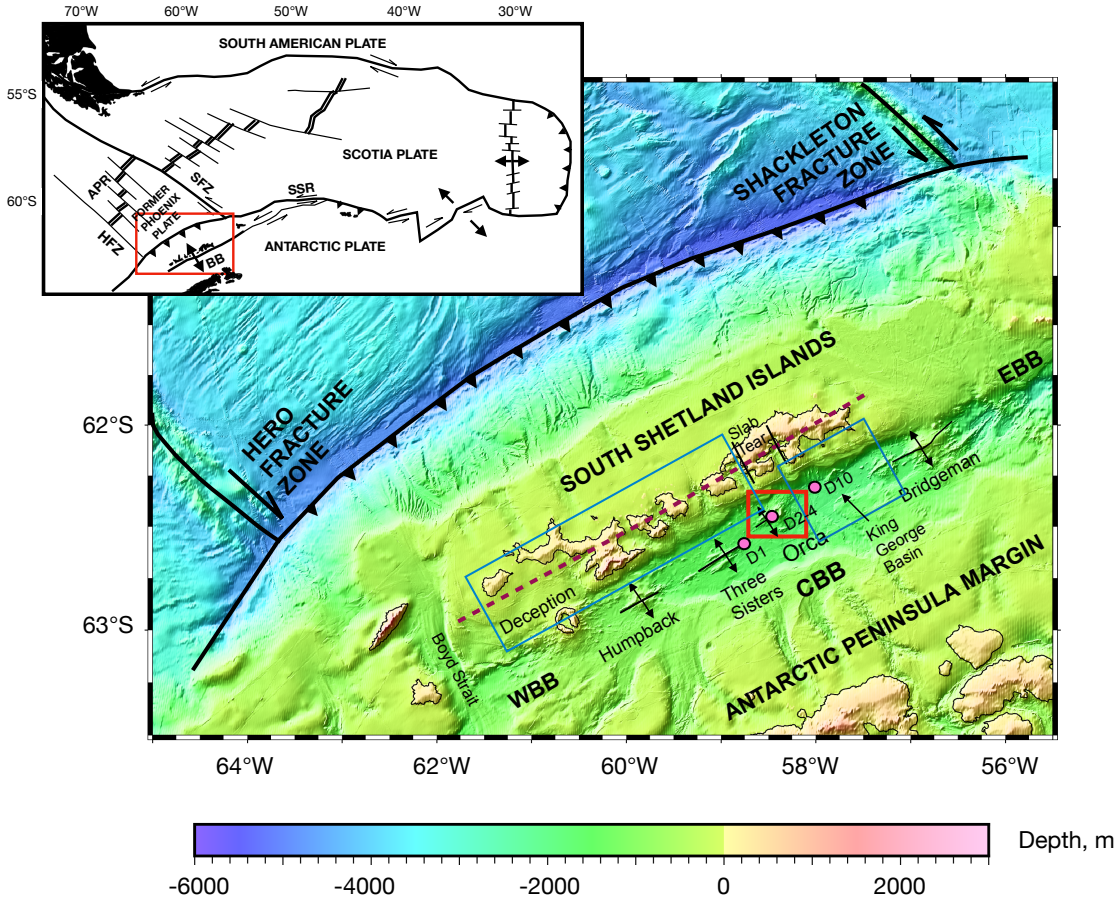 70°W 60°W 50°W 40°W 30°W
55°S
60°S
SOUTH AMERICAN PLATE
SCOTIA PLATE
ANTARCTIC PLATE
APR
SFZ
HFZ
FORMER
PHOENIX
PLATE
SSR
BB
SHACKLETON
FRACTURE
ZONE
HERO
FRACTURE
ZONE
SOUTH SHETLAND ISLANDS
EBB
Slab
Tear
Bridgeman
D10
D2-4
D1
Orca
King
George
Basin
Three
Sisters
CBB
Deception
Humpback
Boyd Strait
WBB
ANTARCTIC PENINSULA MARGIN
62°S
63°S
64°W 62°W 60°W 58°W 56°W
Depth, m
-6000 -4000 -2000 0 2000